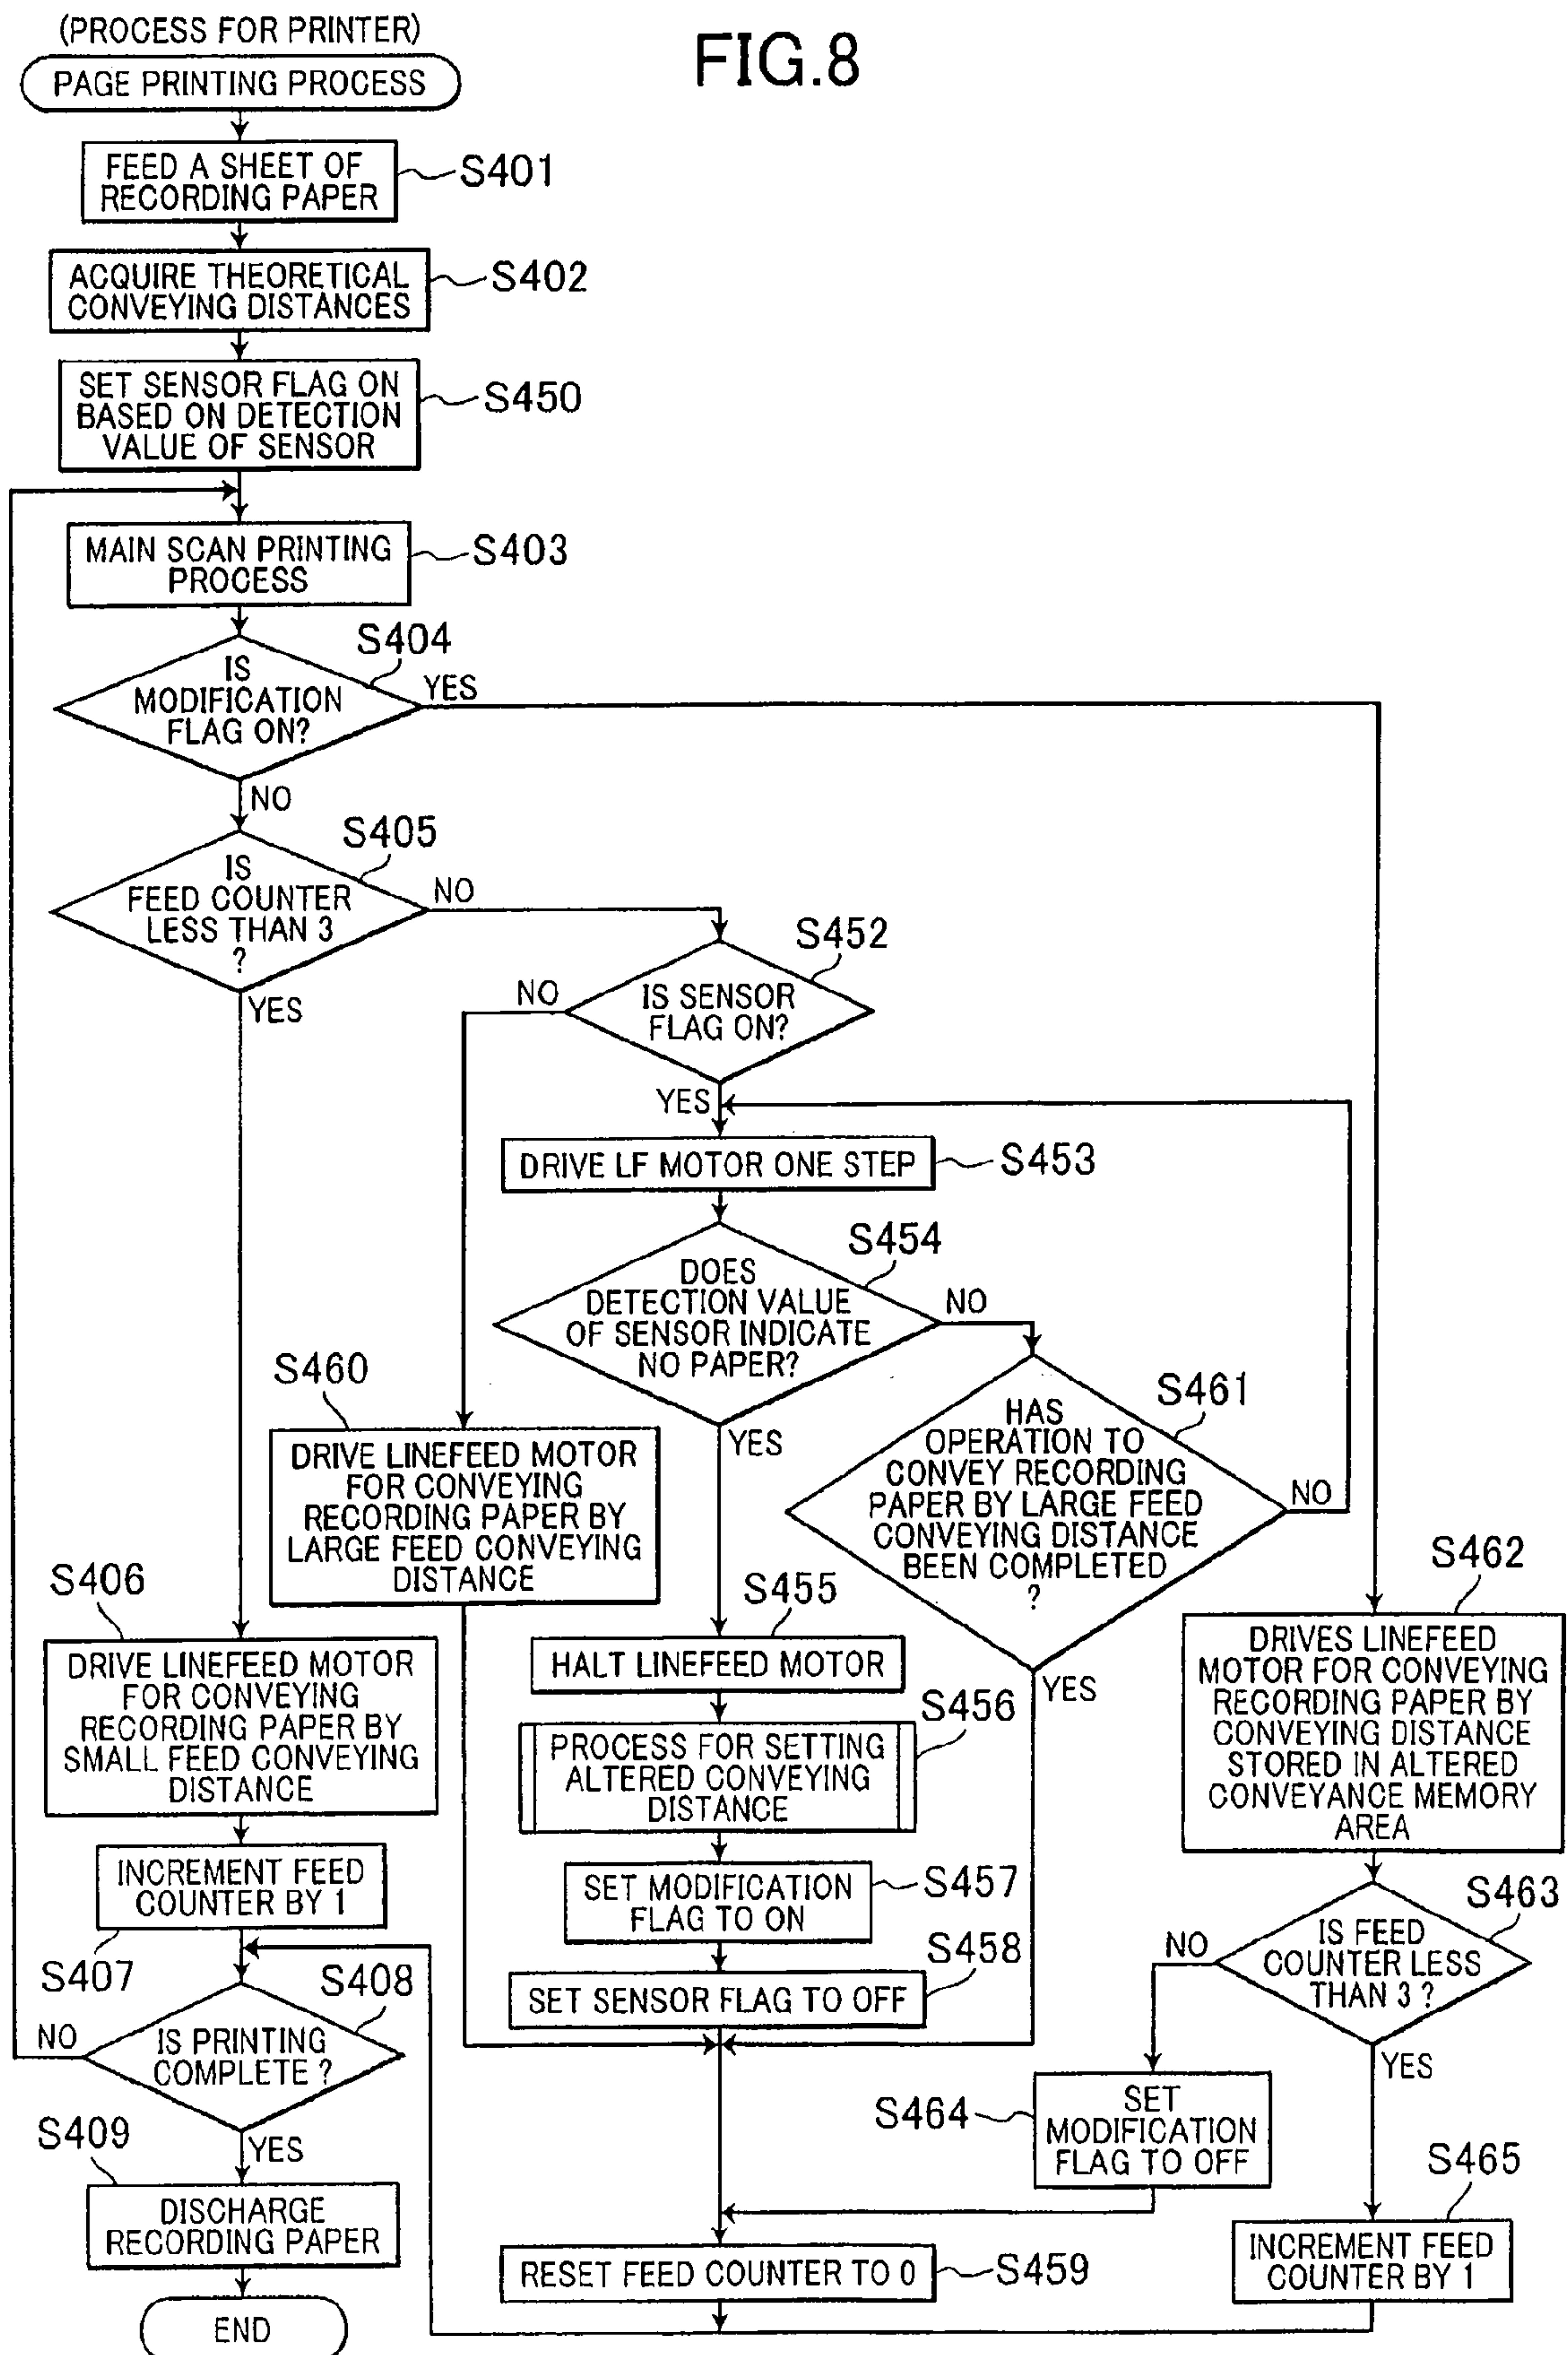 (PROCESS FOR PRINTER)
FIG.8
PAGE PRINTING PROCESS
FEED A SHEET OF
RECORDING PAPER
S401
ACQUIRE THEORETICAL
CONVEYING DISTANCES
S402
SET SENSOR FLAG ON
BASED ON DETECTION
VALUE OF SENSOR
S450
MAIN SCAN PRINTING
PROCESS
S403
S404
IS
MODIFICATION
FLAG ON?
YES
NO
S405
IS
FEED COUNTER
LESS THAN 3
?
NO
YES
S452
IS SENSOR
FLAG ON?
NO
YES
DRIVE LF MOTOR ONE STEP
S453
S454
DOES
DETECTION VALUE
OF SENSOR INDICATE
NO PAPER?
NO
YES
S460
DRIVE LINEFEED MOTOR
FOR CONVEYING
RECORDING PAPER BY
LARGE FEED CONVEYING
DISTANCE
S461
HAS
OPERATION TO
CONVEY RECORDING
PAPER BY LARGE FEED
CONVEYING DISTANCE
BEEN COMPLETED
?
NO
YES
S406
DRIVE LINEFEED MOTOR
FOR CONVEYING
RECORDING PAPER BY
SMALL FEED CONVEYING
DISTANCE
S455
HALT LINEFEED MOTOR
S456
PROCESS FOR SETTING
ALTERED CONVEYING
DISTANCE
SET MODIFICATION
FLAG TO ON
S457
S458
SET SENSOR FLAG TO OFF
S462
DRIVES LINEFEED
MOTOR FOR CONVEYING
RECORDING PAPER BY
CONVEYING DISTANCE
STORED IN ALTERED
CONVEYANCE MEMORY
AREA
INCREMENT FEED
COUNTER BY 1
S407
S408
IS PRINTING
COMPLETE ?
NO
YES
S463
IS FEED
COUNTER LESS
THAN 3 ?
NO
YES
S464
SET
MODIFICATION
FLAG TO OFF
S465
INCREMENT FEED
COUNTER BY 1
S409
DISCHARGE
RECORDING PAPER
RESET FEED COUNTER TO 0
S459
END